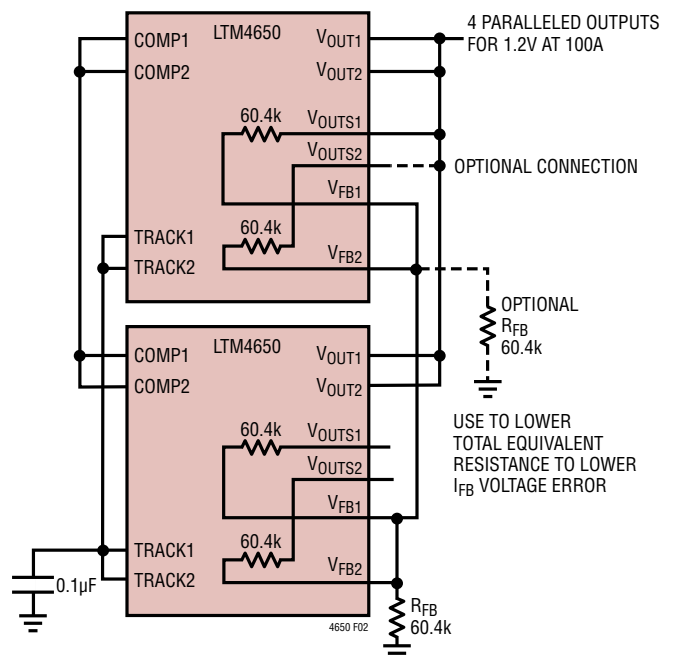 4 PARALLELED OUTPUTS
FOR 1.2V AT 100A
LTM4650
COMP1
COMP2
VOUT1
VOUT2
60.4k
VOUTS1
VOUTS2
OPTIONAL CONNECTION
VFB1
60.4k
TRACK1
TRACK2
VFB2
OPTIONAL
RFB
60.4k
LTM4650
COMP1
COMP2
VOUT1
VOUT2
USE TO LOWER
TOTAL EQUIVALENT
RESISTANCE TO LOWER
IFB VOLTAGE ERROR
60.4k
VOUTS1
VOUTS2
VFB1
60.4k
TRACK1
TRACK2
VFB2
0.1µF
RFB
60.4k
4650 F02